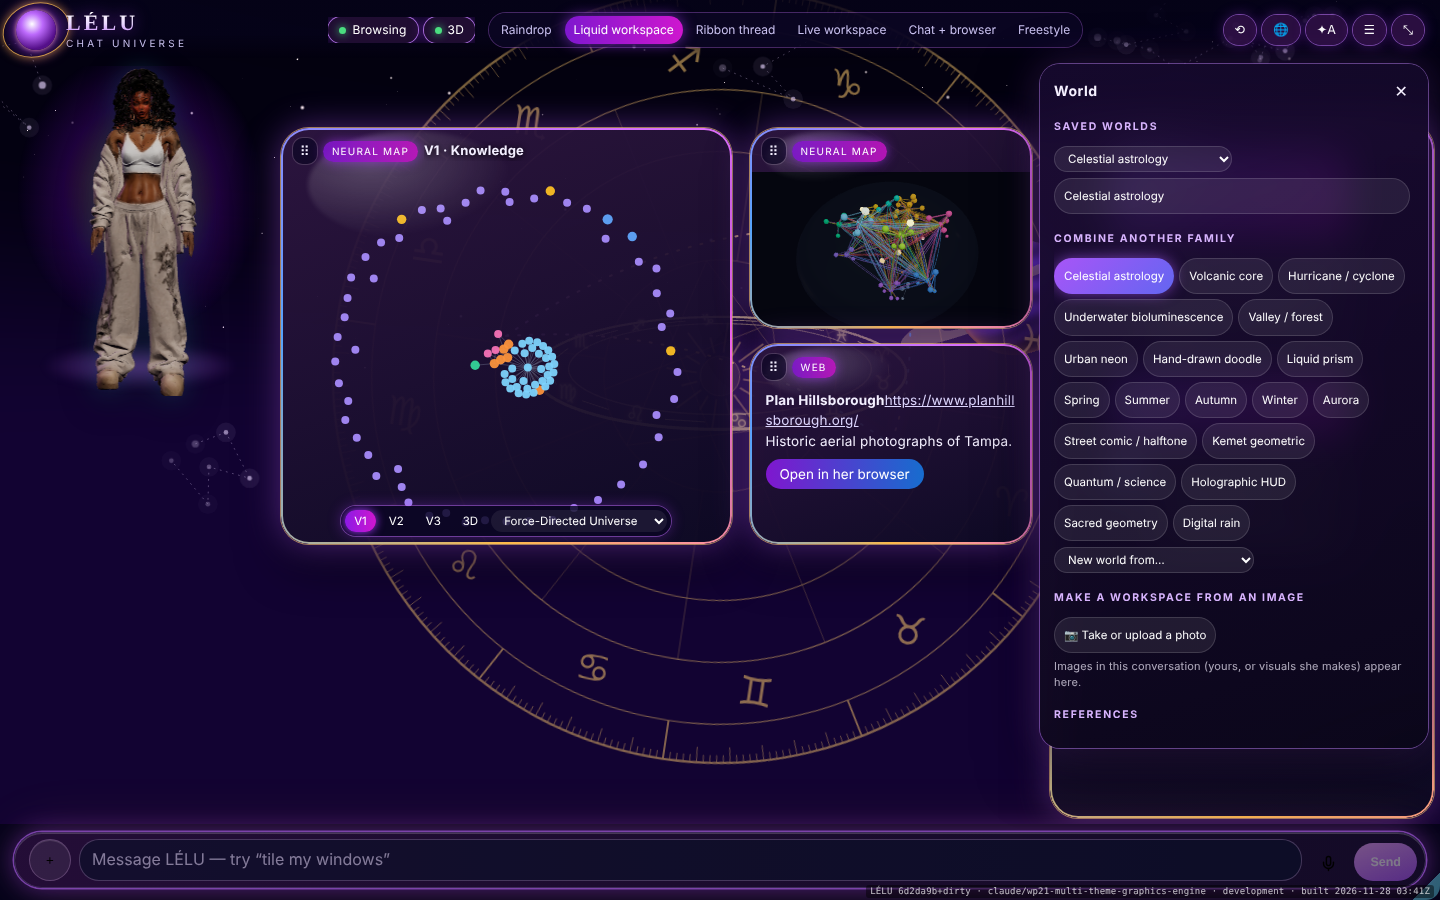 LÉLU
CHAT UNIVERSE
Browsing
3D
Raindrop
Liquid workspace
Ribbon thread
Live workspace
Chat + browser
Freestyle
✦A
NEURAL MAP
V1 · Knowledge
V1
V2
V3
3D
Force-Directed Universe
NEURAL MAP
WEB
Plan Hillsboroughhttps://www.planhill
sborough.org/
Historic aerial photographs of Tampa.
Open in her browser
World
SAVED WORLDS
Celestial astrology
Celestial astrology
COMBINE ANOTHER FAMILY
Celestial astrology
Volcanic core
Hurricane / cyclone
Underwater bioluminescence
Valley / forest
Urban neon
Hand-drawn doodle
Liquid prism
Spring
Summer
Autumn
Winter
Aurora
Street comic / halftone
Kemet geometric
Quantum / science
Holographic HUD
Sacred geometry
Digital rain
New world from...
MAKE A WORKSPACE FROM AN IMAGE
📷 Take or upload a photo
Images in this conversation (yours, or visuals she makes) appear
here.
REFERENCES
+
Message LÉLU — try “tile my windows”
Send
LÉLU 6d2da9b+dirty · claude/wp21-multi-theme-graphics-engine · development · built 2026-11-28 03:41Z